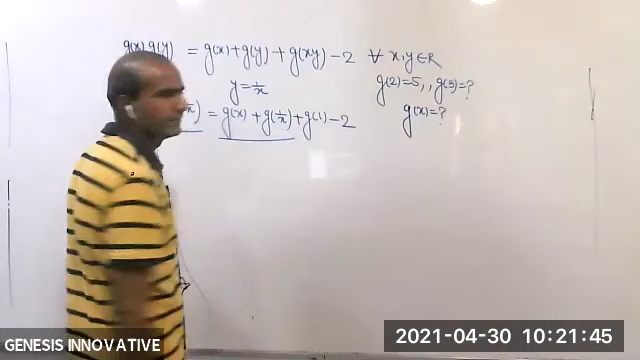 g(x) g(y) = g(x)+g(y)+g(xy)-2 ∀ x,y∈R
y=1/x g(2)=5, , g(3)=?
= g(x)+g(1/x)+g(1)-2 g(x)=?
GENESIS INNOVATIVE
2021-04-30 10:21:45